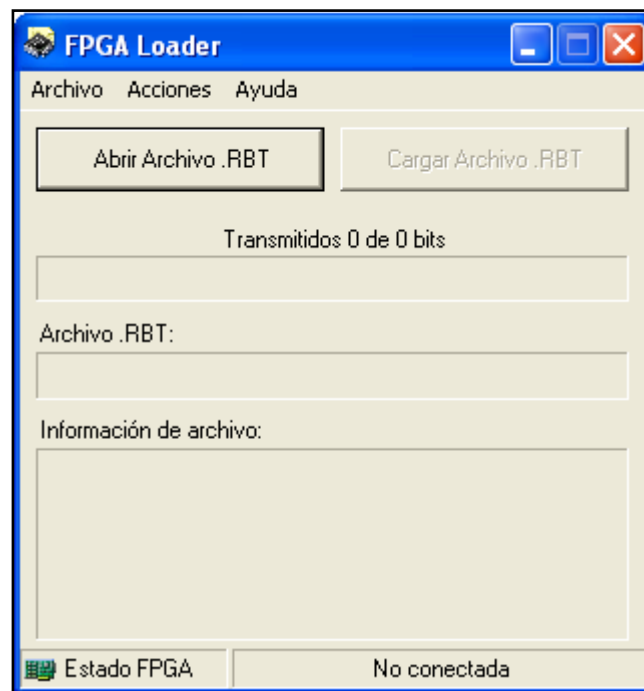 FPGA Loader
Archivo Acciones Ayuda
Abrir Archivo .RBT Cargar Archivo .RBT
Transmitidos 0 de 0 bits
Archivo .RBT:
Información de archivo:
Estado FPGA No conectada